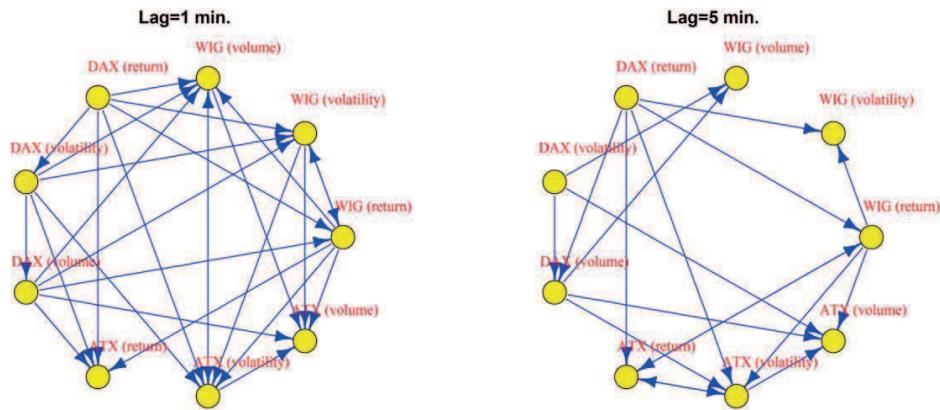 Lag=1 min.
WIG (volume)
DAX (return)
WIG (volatility)
DAX (volatility)
WIG (return)
DAX (volume)
ATX (volume)
ATX (return)
ATX (volatility)
Lag=5 min.
WIG (volume)
DAX (return)
WIG (volatility)
DAX (volatility)
WIG (return)
DAX (volume)
ATX (volume)
ATX (return)
ATX (volatility)